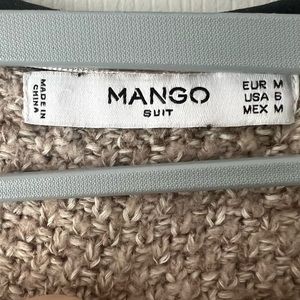 MADE IN
CHINA
MANGO
SUIT
EUR M
USA 6
MEX M